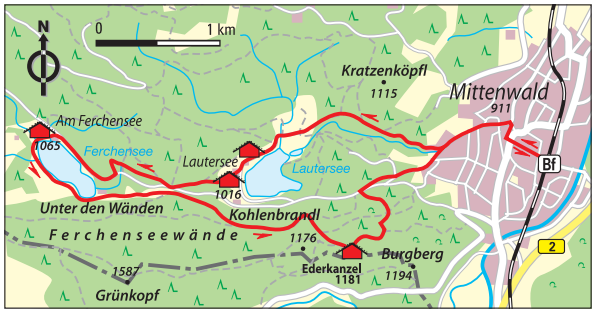 N
0
1 km
Kratzenköpfl
1115
Mittenwald
911
Am Ferchensee
1065
Ferchensee
Lautersee
Lautersee
1016
Bf
Unter den Wänden
Kohlenbrandl
Ferchenseewände
1176
Ederkanzel
1181
Burgberg
1194
2
1587
Grünkopf